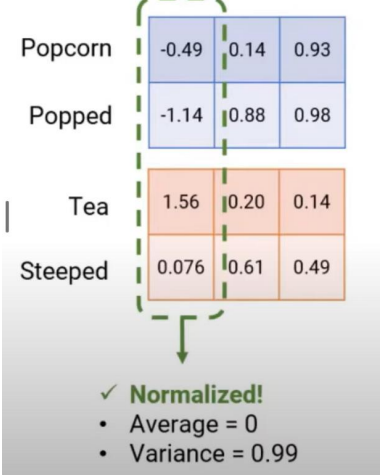 Popcorn -0.49 0.14 0.93
Popped -1.14 0.88 0.98
Tea 1.56 0.20 0.14
Steeped 0.076 0.61 0.49
✓ Normalized!
• Average = 0
• Variance = 0.99